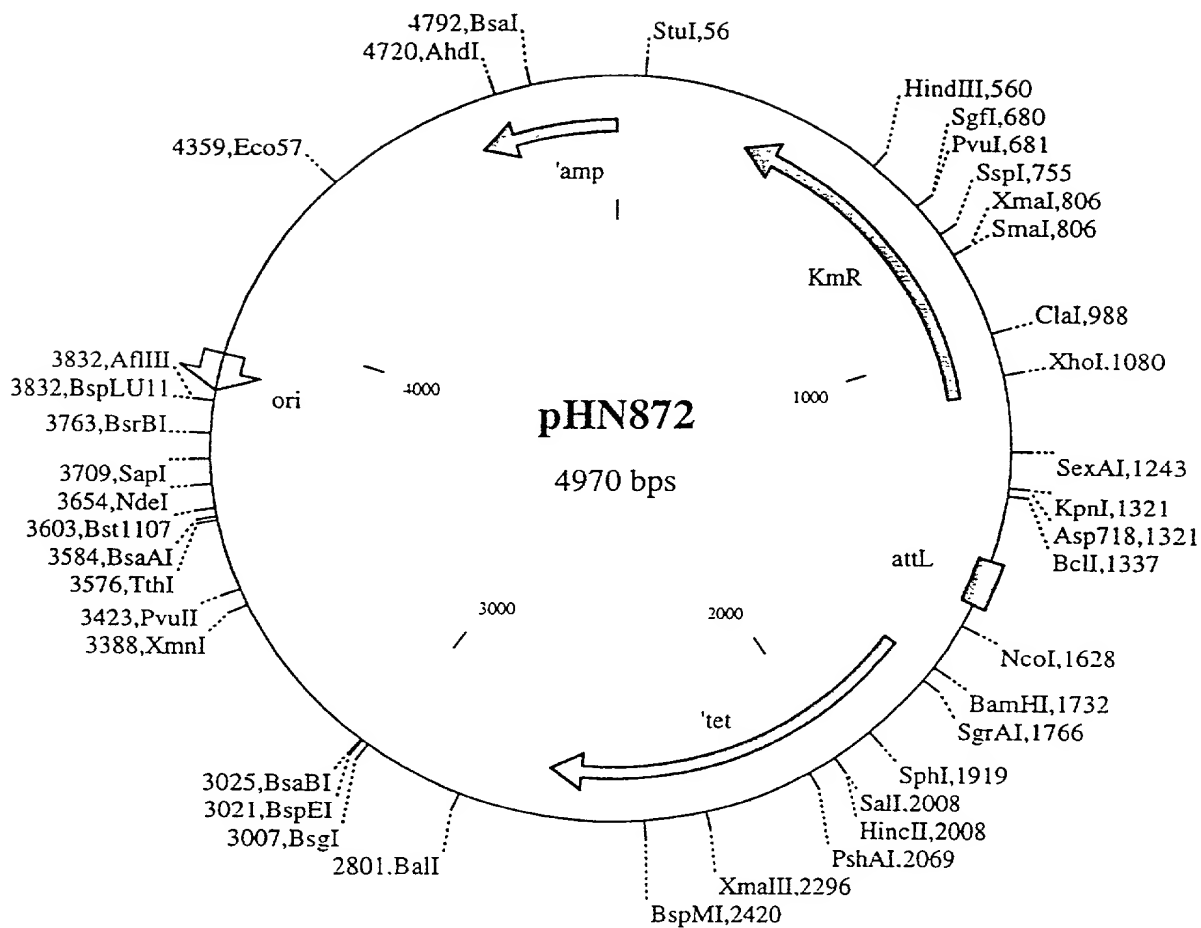 4792,BsaI
4720,AhdI
StuI,56
HindIII,560
SgfI,680
PvuI,681
SspI,755
XmaI,806
SmaI,806
4359,Eco57
'amp
KmR
ClaI,988
XhoI.1080
3832,AflIII
3832,BspLU11
3763,BsrBI
3709,SapI
3654,NdeI
3603,Bst1107
3584,BsaAI
3576,TthI
3423,PvuII
3388,XmnI
ori
4000
1000
pHN872
4970 bps
SexAI,1243
KpnI,1321
Asp718,1321
BclI,1337
attL
3000
2000
NcoI,1628
BamHI,1732
SgrAI,1766
'tet
SphI,1919
SalI.2008
HincII,2008
PshAI.2069
3025,BsaBI
3021,BspEI
3007,BsgI
2801.BalI
XmaIII.2296
BspMI,2420